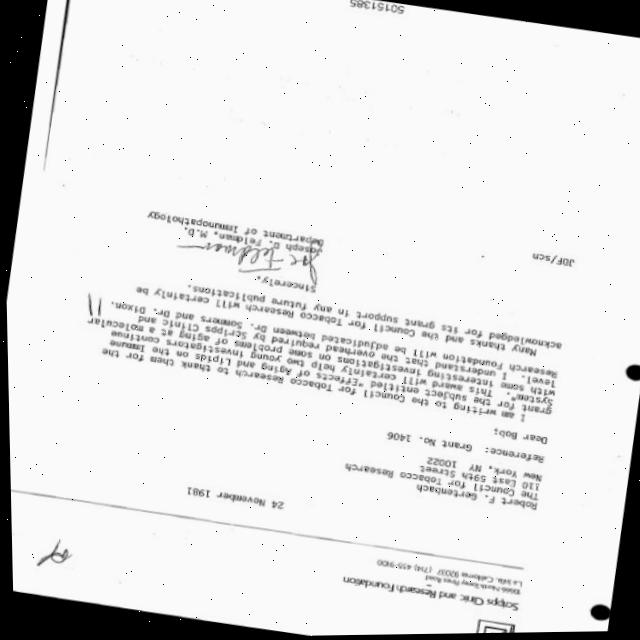 Scripps Clinic and Research Foundation
10666 North Torrey Pines Road
La Jolla, California 92037 (714) 455-9100
24 November 1981
Robert F. Gertenbach
The Council for Tobacco Research
110 East 59th Street
New York, NY 10022
Reference: Grant No. 1406
Dear Bob;
I am writing to the Council for Tobacco Research to thank them for the
grant for the subject entitled "Effects of Aging and Lipids on the Immune
System". This award will certainly help two young investigators continue
with some interesting investigations on some problems of aging at a molecular
level. I understand that the overhead required by Scripps Clinic and
Research Foundation will be adjudicated between Dr. Sommers and Dr. Dixon.
Many thanks and the Council for Tobacco Research will certainly be
acknowledged for its grant support in any future publications.
Sincerely,
Joe Feldman
Joseph D. Feldman, M.D.
Department of Immunopathology
JDF/scn
50151385